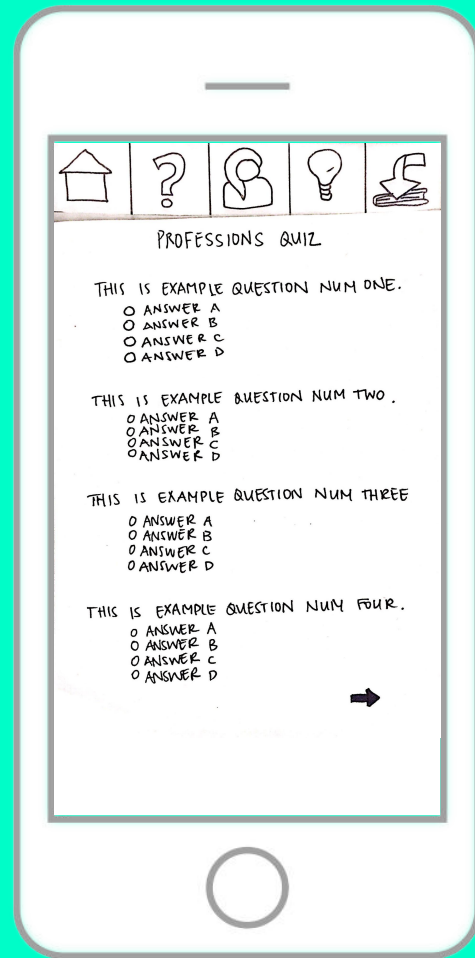 PROFESSIONS QUIZ
THIS IS EXAMPLE QUESTION NUM ONE.
O ANSWER A
O ANSWER B
O ANSWER C
O ANSWER D
THIS IS EXAMPLE QUESTION NUM TWO.
O ANSWER A
O ANSWER B
O ANSWER C
O ANSWER D
THIS IS EXAMPLE QUESTION NUM THREE
O ANSWER A
O ANSWER B
O ANSWER C
O ANSWER D
THIS IS EXAMPLE QUESTION NUM FOUR.
O ANSWER A
O ANSWER B
O ANSWER C
O ANSWER D